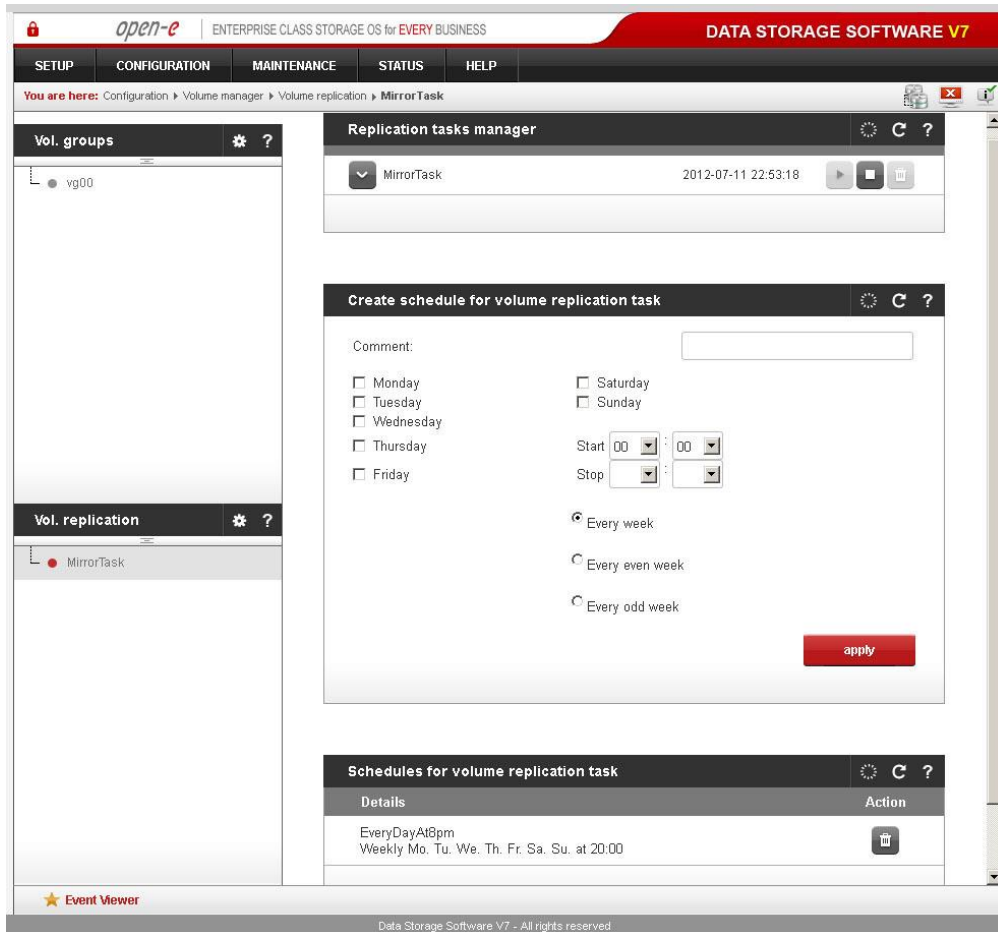 open-e ENTERPRISE CLASS STORAGE OS for EVERY BUSINESS DATA STORAGE SOFTWARE V7
SETUP CONFIGURATION MAINTENANCE STATUS HELP
You are here: Configuration Volume manager Volume replication MirrorTask
Vol. groups ?
vg00
Vol. replication ?
MirrorTask
Replication tasks manager ?
MirrorTask 2012-07-11 22:53:18
Create schedule for volume replication task ?
Comment:
Monday
Tuesday
Wednesday
Thursday
Friday
Saturday
Sunday
Start 00 : 00
Stop :
Every week
Every even week
Every odd week
apply
Schedules for volume replication task ?
Details Action
EveryDayAt8pm
Weekly Mo. Tu. We. Th. Fr. Sa. Su. at 20:00
Event Viewer
Data Storage Software V7 - All rights reserved